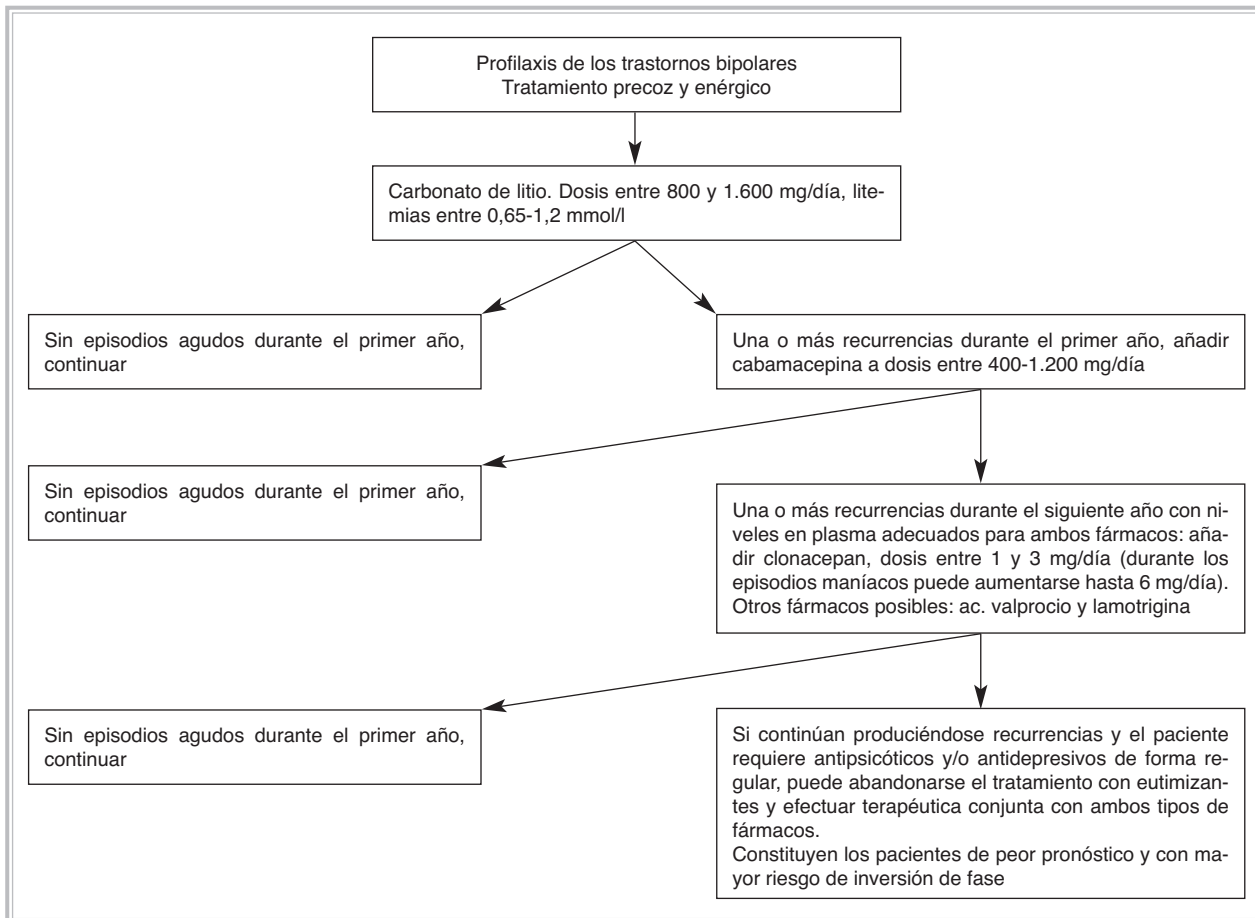 Profilaxis de los trastornos bipolares
Tratamiento precoz y enérgico
Carbonato de litio. Dosis entre 800 y 1.600 mg/día, lite-
mias entre 0,65-1,2 mmol/l
Sin episodios agudos durante el primer año,
continuar
Una o más recurrencias durante el primer año, añadir
cabamacepina a dosis entre 400-1.200 mg/día
Sin episodios agudos durante el primer año,
continuar
Una o más recurrencias durante el siguiente año con ni-
veles en plasma adecuados para ambos fármacos: aña-
dir clonacepan, dosis entre 1 y 3 mg/día (durante los
episodios maníacos puede aumentarse hasta 6 mg/día).
Otros fármacos posibles: ac. valprocio y lamotrigina
Sin episodios agudos durante el primer año,
continuar
Si continúan produciéndose recurrencias y el paciente
requiere antipsicóticos y/o antidepresivos de forma re-
gular, puede abandonarse el tratamiento con eutimizan-
tes y efectuar terapéutica conjunta con ambos tipos de
fármacos.
Constituyen los pacientes de peor pronóstico y con ma-
yor riesgo de inversión de fase